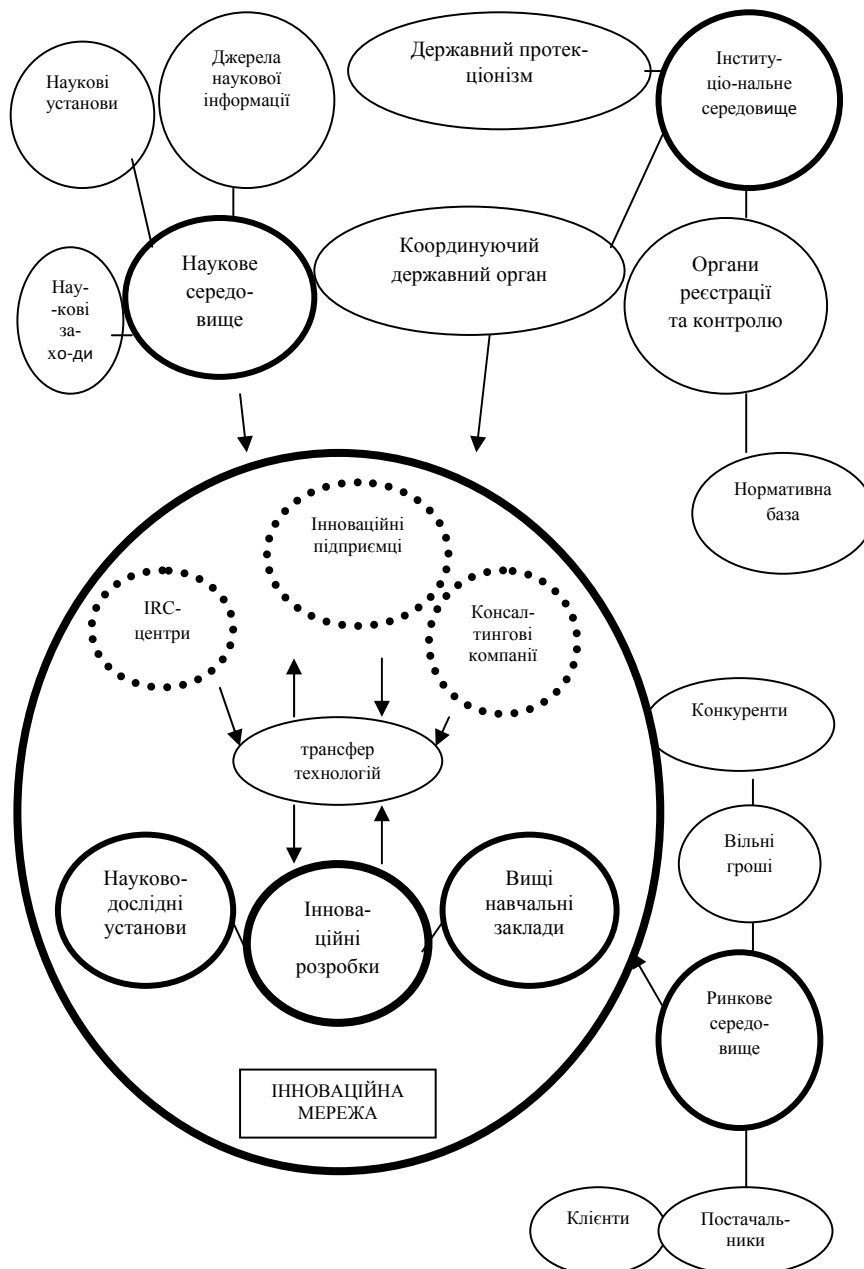 Наукові
установи
Джерела
наукової
інформації
Державний протек-
ціонізм
Інститу-
ціо-нальне
середовище
Нау-
-кові
за-
хо-ди
Наукове
середо-
вище
Координуючий
державний орган
Органи
реєстрації
та контролю
Нормативна
база
Інноваційні
підприємці
IRC-
центри
Консал-
тингові
компанії
трансфер
технологій
Конкуренти
Вільні
гроші
Науково-
дослідні
установи
Іннова-
ційні
розробки
Вищі
навчальні
заклади
Ринкове
середо-
вище
ІННОВАЦІЙНА
МЕРЕЖА
Клієнти
Постачаль-
ники